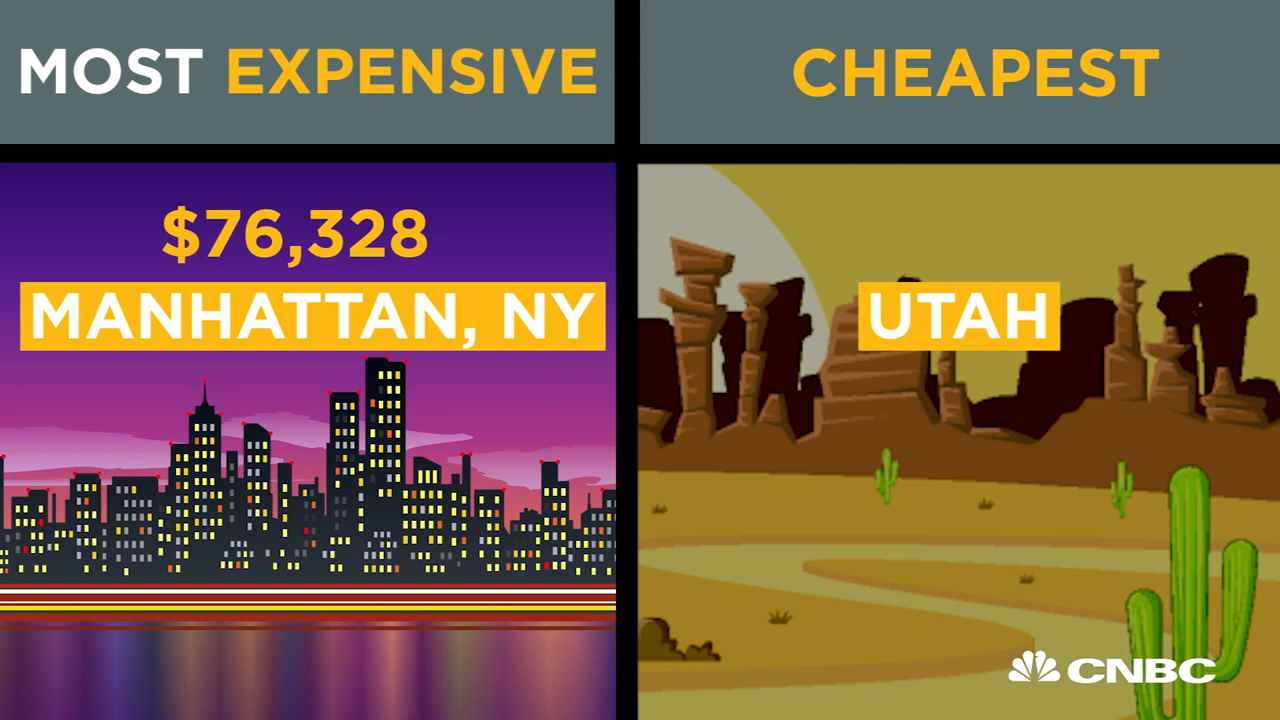 MOST EXPENSIVE
CHEAPEST
$76,328
MANHATTAN, NY
UTAH
CNBC